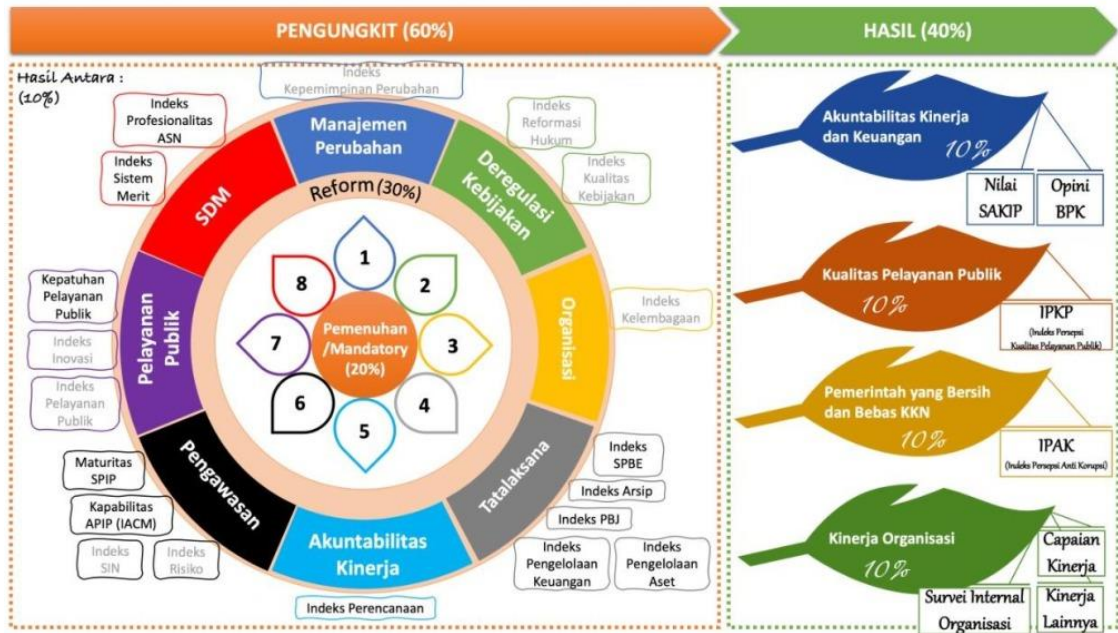 PENGUNGKIT (60%)
HASIL (40%)
Hasil Antara :
(10%)
Indeks
Kepemimpinan Perubahan
Indeks
Profesionalitas
ASN
Indeks
Sistem
Merit
Indeks
Reformasi
Hukum
Indeks
Kualitas
Kebijakan
Manajemen
Perubahan
Deregulasi
Kebijakan
SDM
Reform (30%)
1
2
3
4
5
6
7
8
Pemenuhan
/Mandatory
(20%)
Organisasi
Indeks
Kelembagaan
Pelayanan
Publik
Kepatuhan
Pelayanan
Publik
Indeks
Inovasi
Indeks
Pelayanan
Publik
Pengawasan
Maturitas
SPIP
Kapabilitas
APIP (IACM)
Indeks
SIN
Indeks
Risiko
Akuntabilitas
Kinerja
Indeks Perencanaan
Tatalaksana
Indeks
SPBE
Indeks Arsip
Indeks PBJ
Indeks
Pengelolaan
Keuangan
Indeks
Pengelolaan
Aset
Akuntabilitas Kinerja
dan Keuangan
10%
Nilai
SAKIP
Opini
BPK
Kualitas Pelayanan Publik
10%
IPKP
(Indeks Persepsi
Kualitas Pelayanan Publik)
Pemerintah yang Bersih
dan Bebas KKN
10%
IPAK
(Indeks Persepsi Anti Korupsi)
Kinerja Organisasi
10%
Capaian
Kinerja
Survei Internal
Organisasi
Kinerja
Lainnya